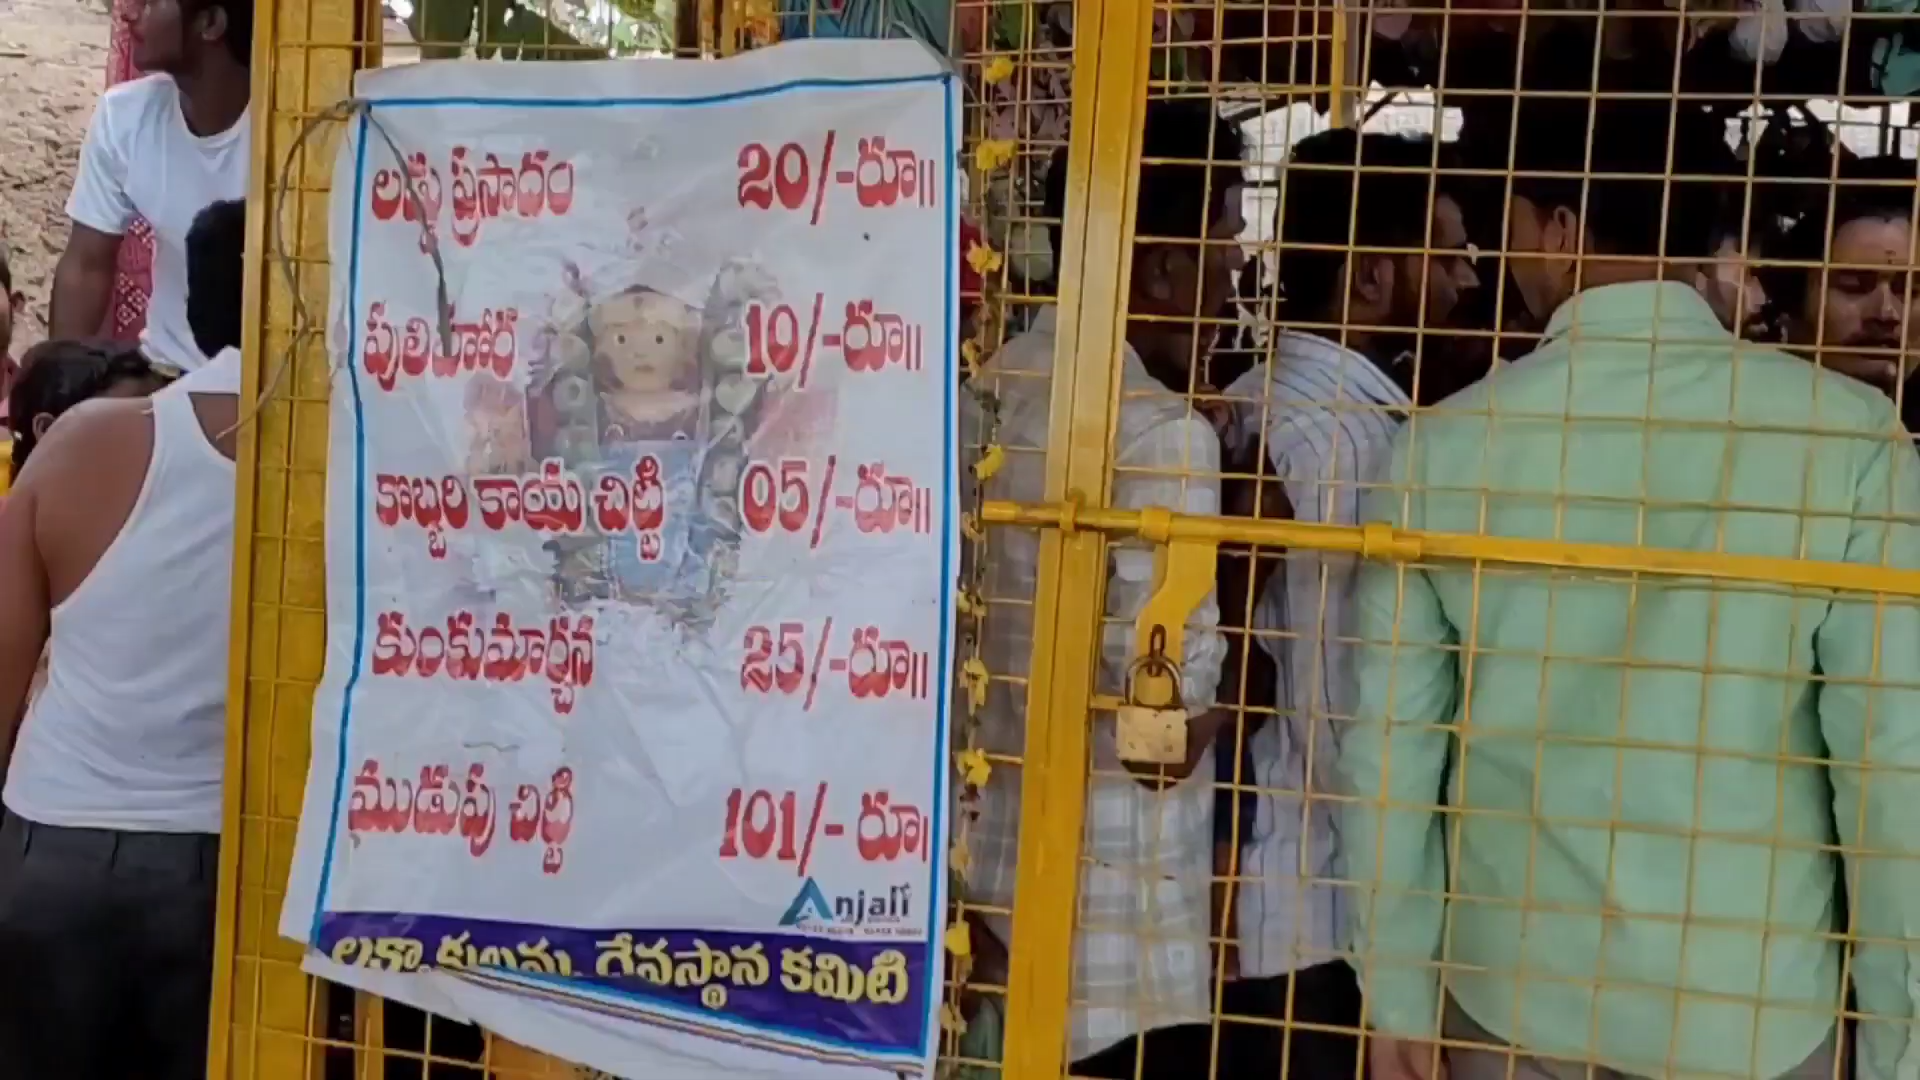 లడ్డు ప్రసాదం 20/-రూ॥
పులిహోర 10/-రూ॥
కొబ్బరి కాయ చిట్టి 05/-రూ॥
కుంకుమార్చన 25/-రూ॥
ముడుపు చిట్టి 101/- రూ।
Anjali
దేవస్థాన కమిటి